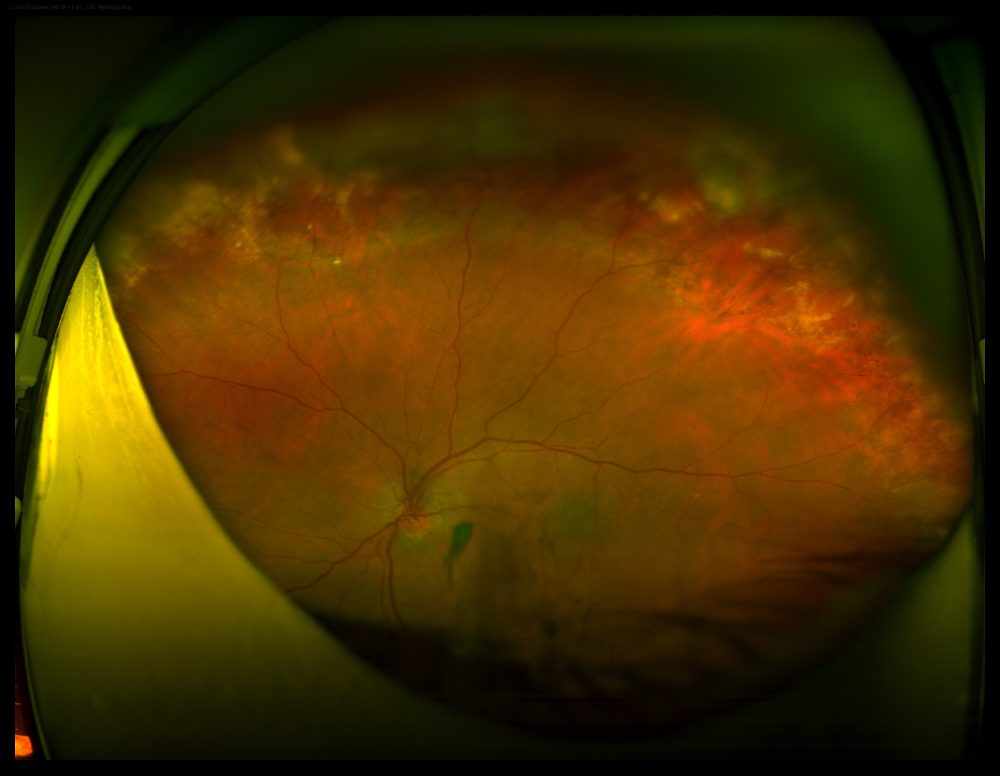 Luiza Viscone, 2018-11-21, OS, Retinografia